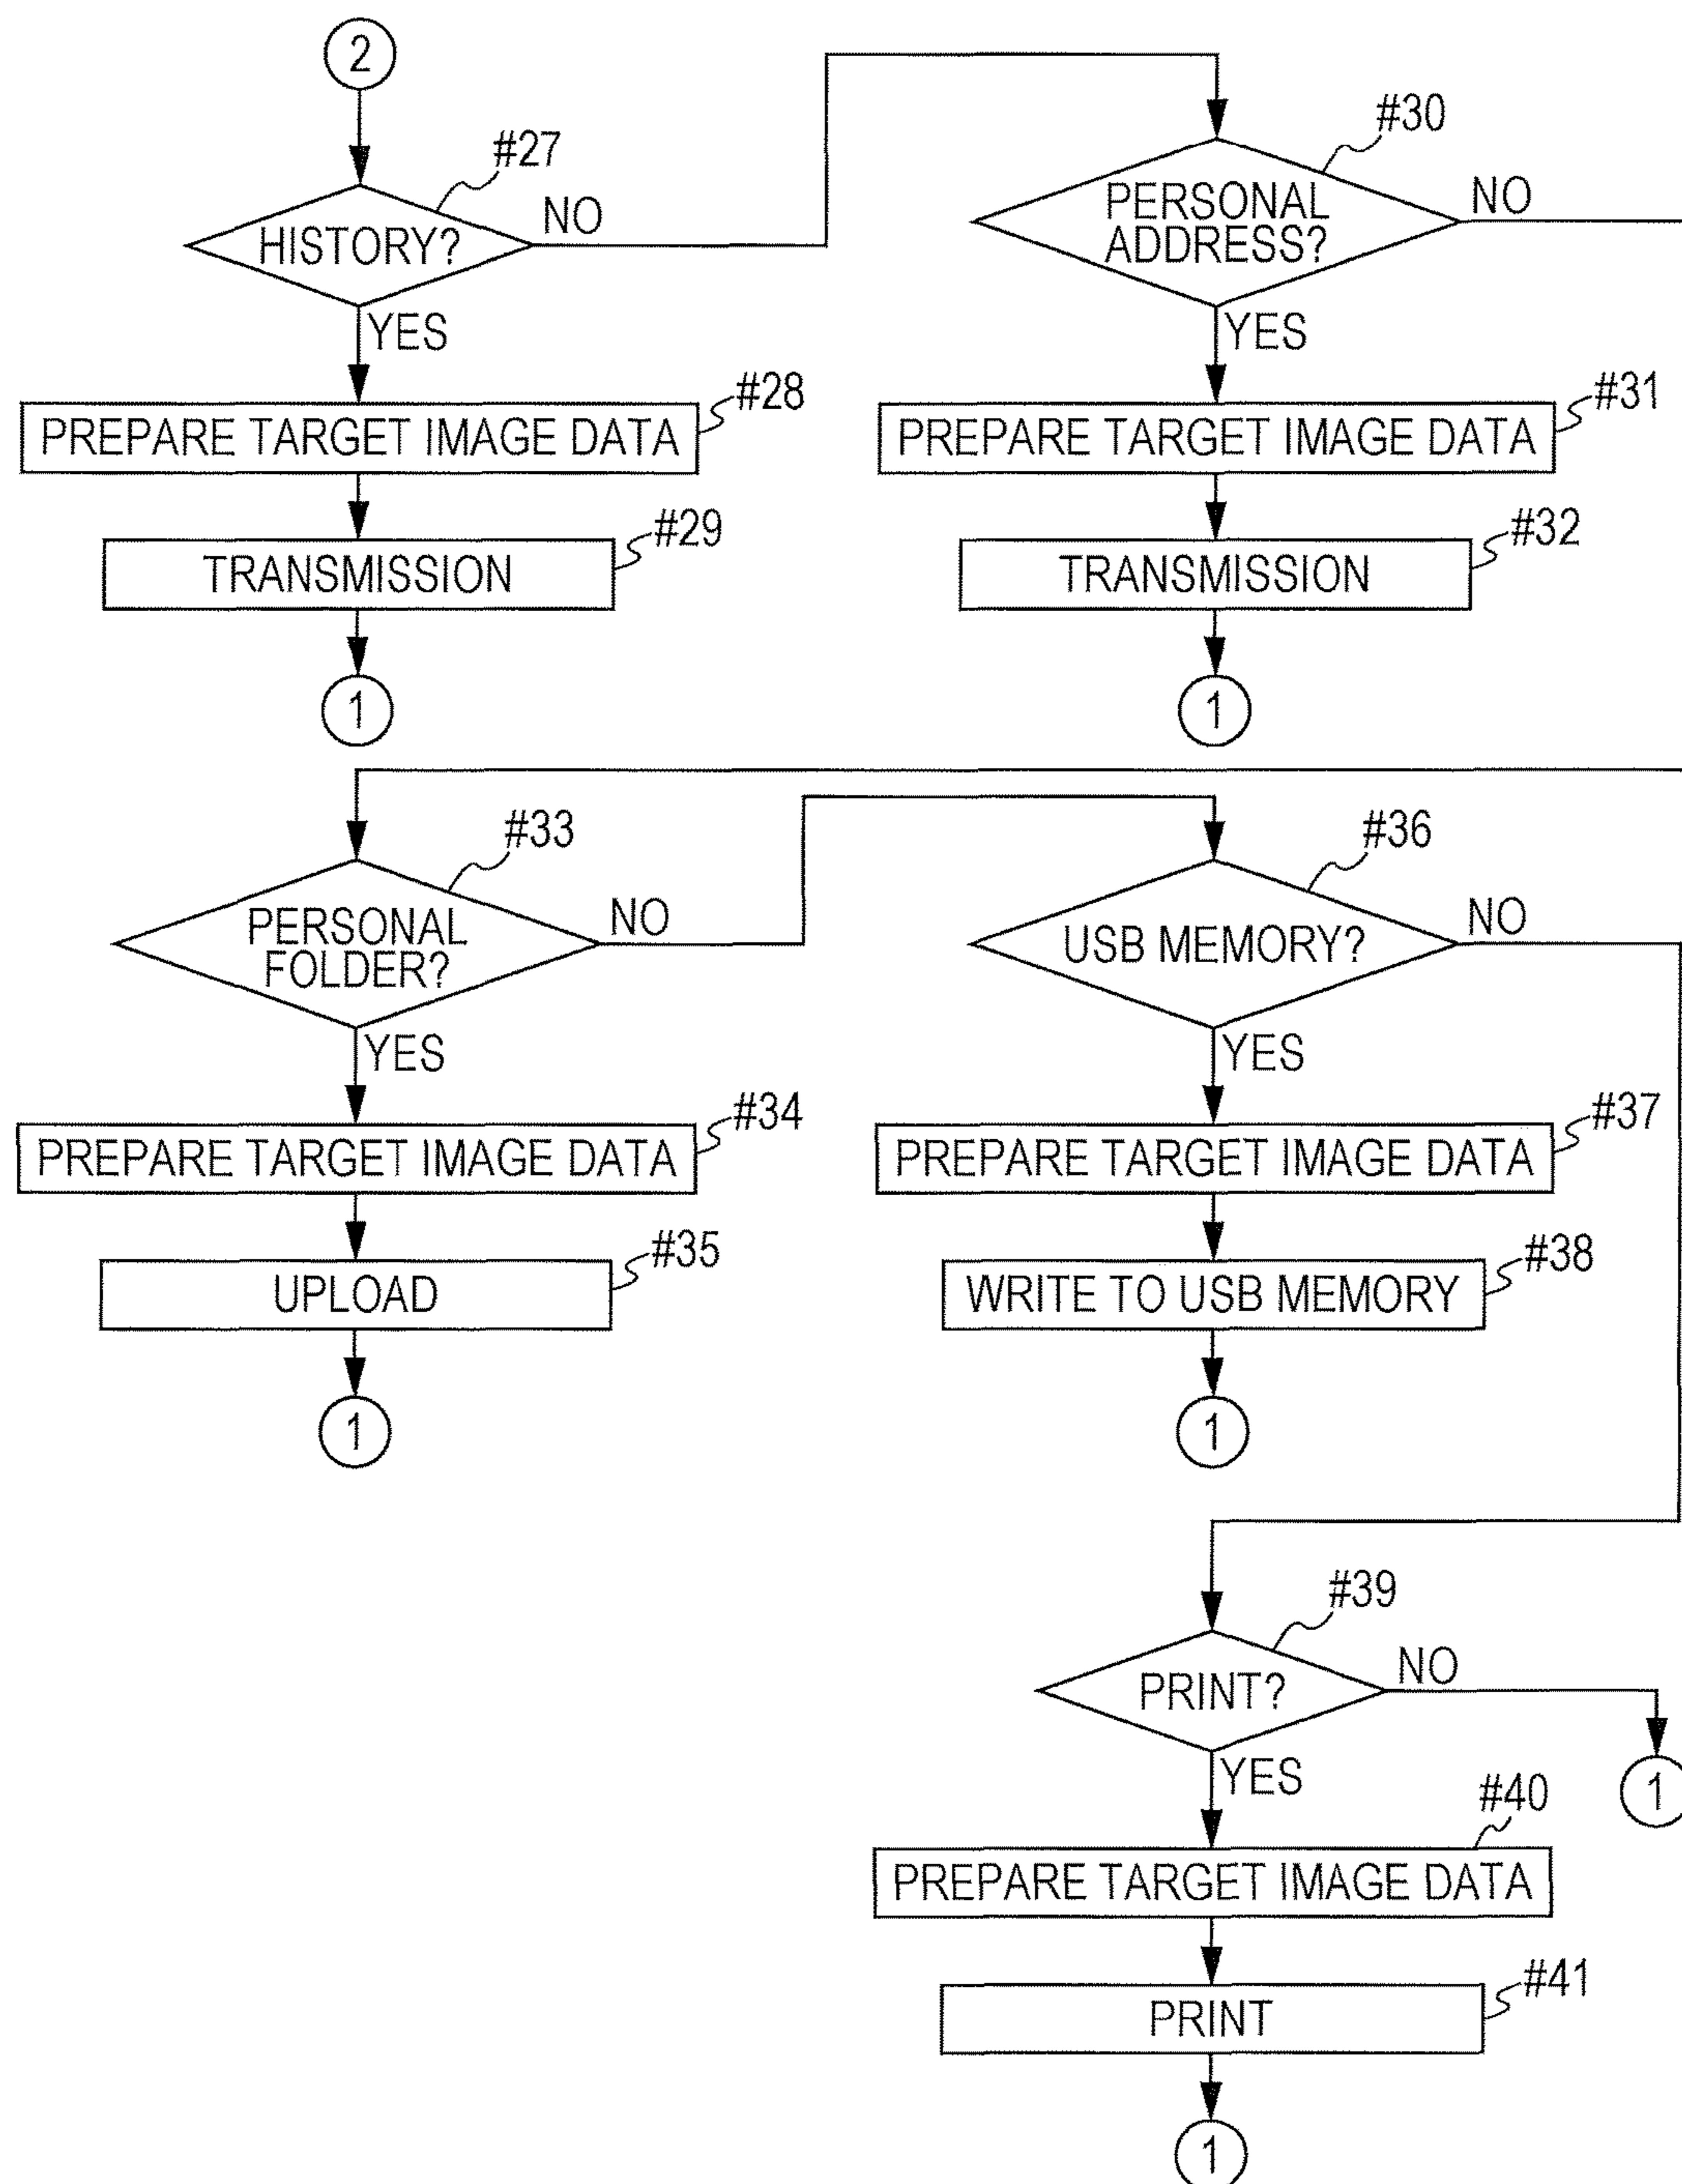 2
#27
HISTORY?
NO
YES
#28
PREPARE TARGET IMAGE DATA
#29
TRANSMISSION
1
#30
PERSONAL
ADDRESS?
NO
YES
#31
PREPARE TARGET IMAGE DATA
#32
TRANSMISSION
1
#33
PERSONAL
FOLDER?
NO
YES
#34
PREPARE TARGET IMAGE DATA
#35
UPLOAD
1
#36
USB MEMORY?
NO
YES
#37
PREPARE TARGET IMAGE DATA
#38
WRITE TO USB MEMORY
1
#39
PRINT?
NO
1
YES
#40
PREPARE TARGET IMAGE DATA
#41
PRINT
1